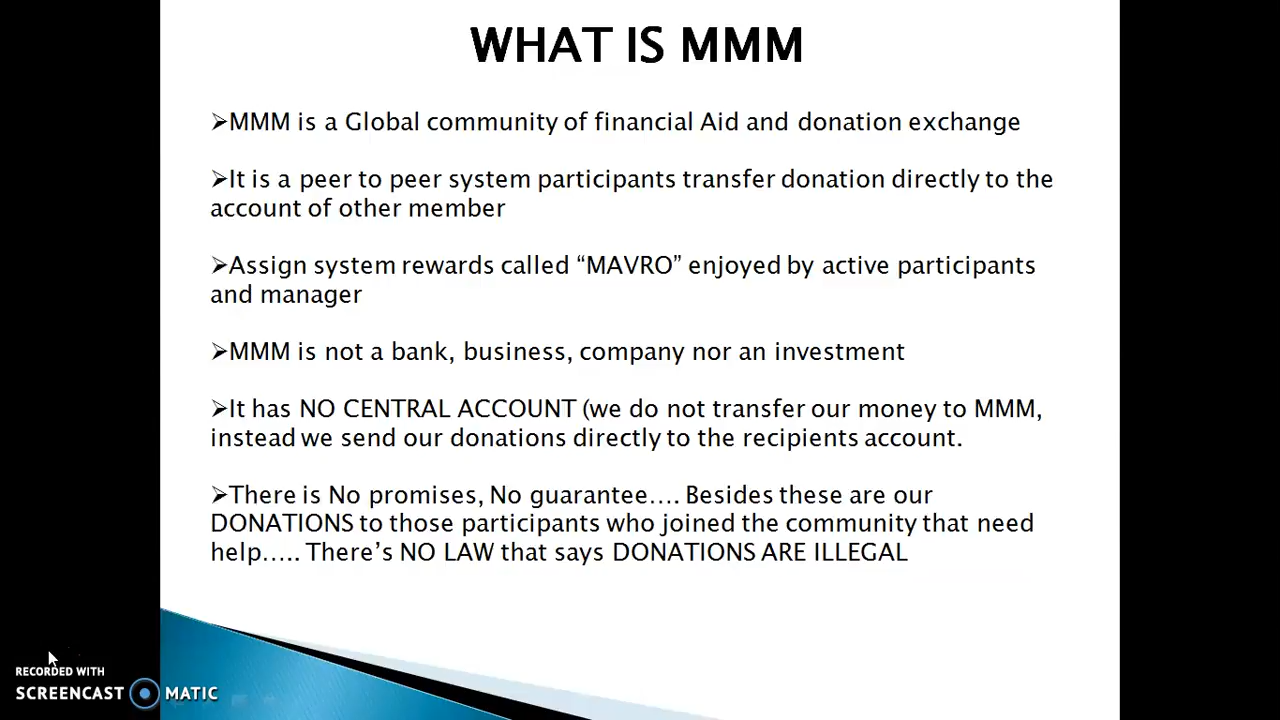 WHAT IS MMM
➢MMM is a Global community of financial Aid and donation exchange
➢It is a peer to peer system participants transfer donation directly to the
account of other member
➢Assign system rewards called “MAVRO” enjoyed by active participants
and manager
➢MMM is not a bank, business, company nor an investment
➢It has NO CENTRAL ACCOUNT (we do not transfer our money to MMM,
instead we send our donations directly to the recipients account.
➢There is No promises, No guarantee…. Besides these are our
DONATIONS to those participants who joined the community that need
help….. There’s NO LAW that says DONATIONS ARE ILLEGAL
RECORDED WITH
SCREENCAST MATIC